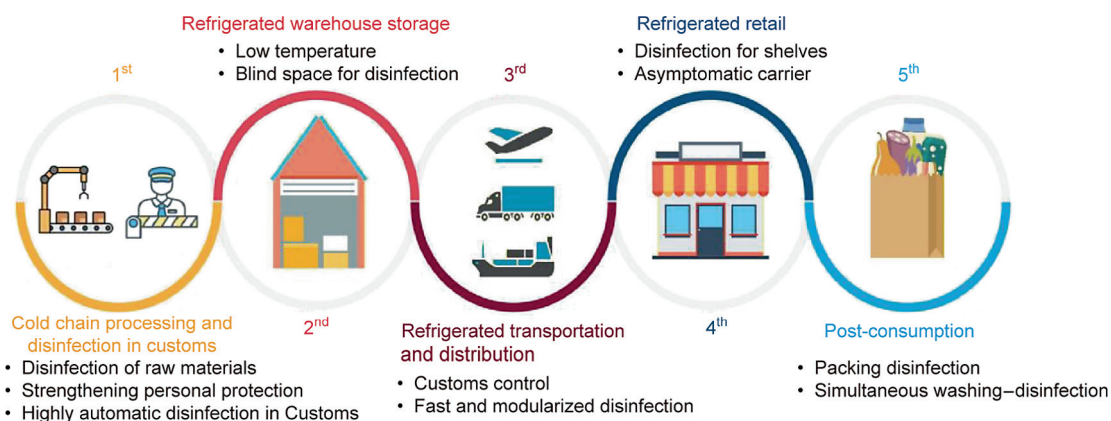 1st
Cold chain processing and
disinfection in customs
• Disinfection of raw materials
• Strengthening personal protection
• Highly automatic disinfection in Customs
Refrigerated warehouse storage
• Low temperature
• Blind space for disinfection
2nd
3rd
Refrigerated transportation
and distribution
• Customs control
• Fast and modularized disinfection
Refrigerated retail
• Disinfection for shelves
• Asymptomatic carrier
4th
5th
Post-consumption
• Packing disinfection
• Simultaneous washing–disinfection